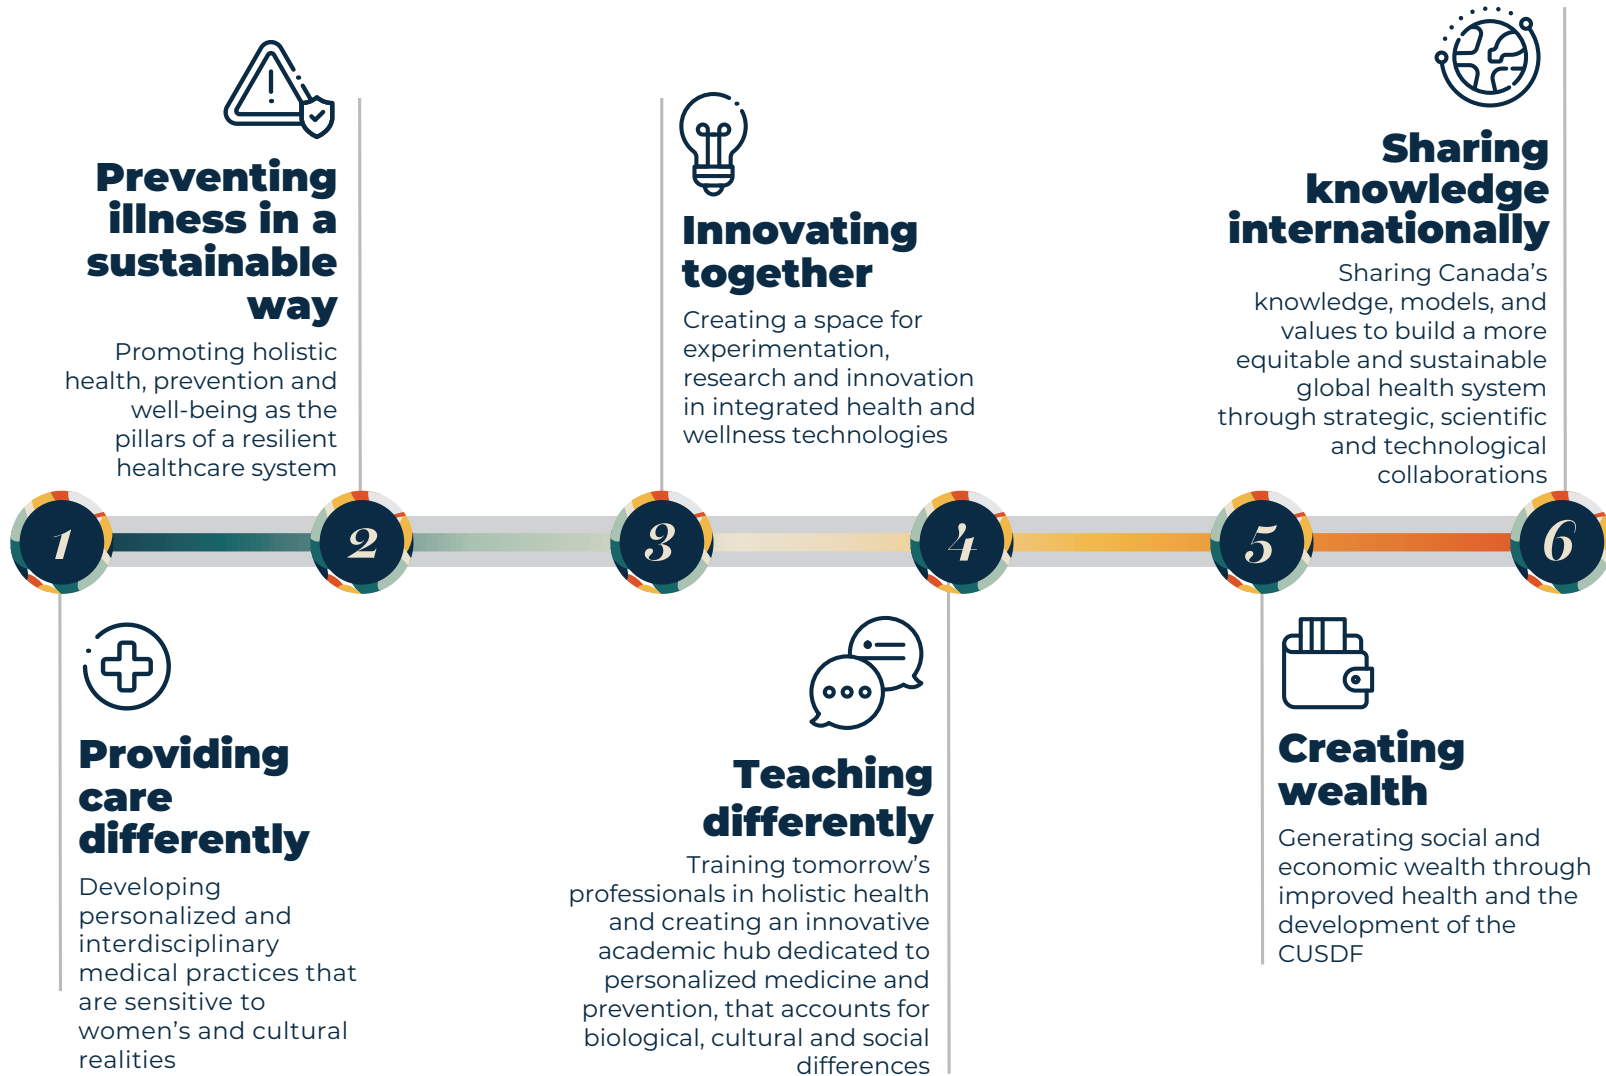 1
Providing
care
differently
Developing
personalized and
interdisciplinary
medical practices that
are sensitive to
women’s and cultural
realities
2
Preventing
illness in a
sustainable
way
Promoting holistic
health, prevention and
well-being as the
pillars of a resilient
healthcare system
3
Innovating
together
Creating a space for
experimentation,
research and innovation
in integrated health and
wellness technologies
4
Teaching
differently
Training tomorrow’s
professionals in holistic health
and creating an innovative
academic hub dedicated to
personalized medicine and
prevention, that accounts for
biological, cultural and social
differences
5
Creating
wealth
Generating social and
economic wealth through
improved health and the
development of the
CUSDF
6
Sharing
knowledge
internationally
Sharing Canada’s
knowledge, models, and
values to build a more
equitable and sustainable
global health system
through strategic, scientific
and technological
collaborations